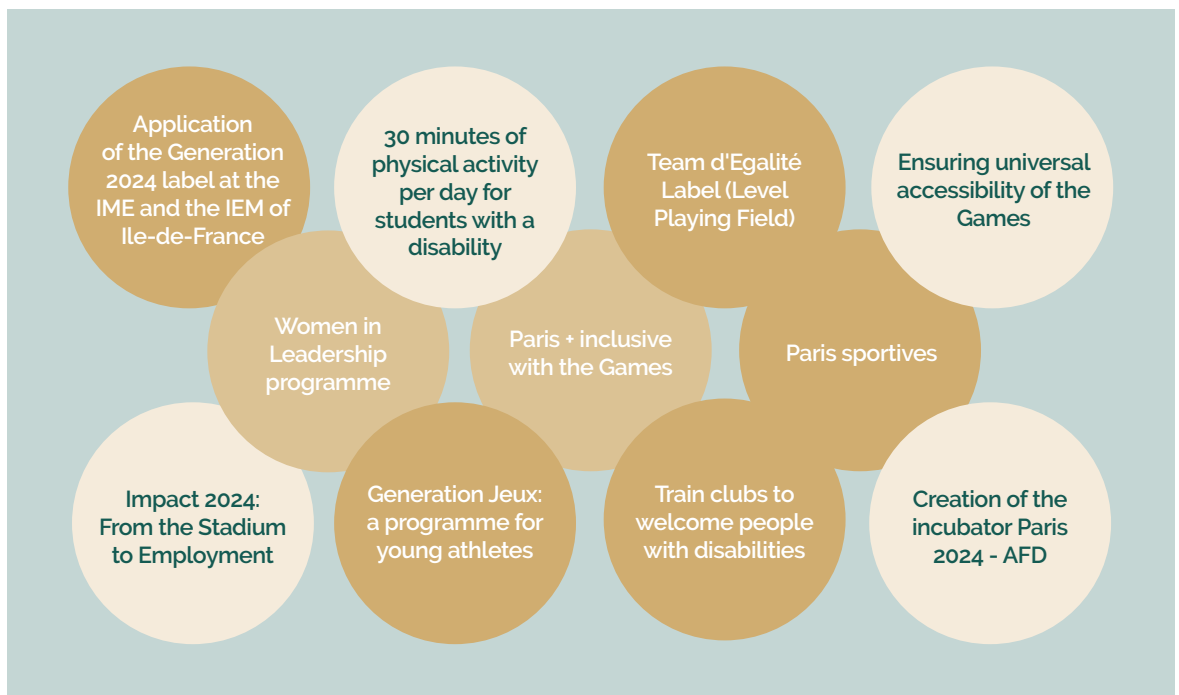 Application
of the Generation
2024 label at the
IME and the IEM of
Ile-de-France
30 minutes of
physical activity
per day for
students with a
disability
Team d'Egalité
Label (Level
Playing Field)
Ensuring universal
accessibility of the
Games
Women in
Leadership
programme
Paris + inclusive
with the Games
Paris sportives
Impact 2024:
From the Stadium
to Employment
Generation Jeux:
a programme for
young athletes
Train clubs to
welcome people
with disabilities
Creation of the
incubator Paris
2024 - AFD